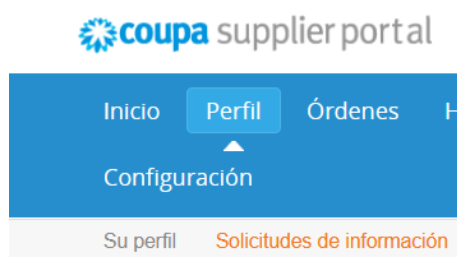 coupa supplier portal
Inicio Perfil Órdenes
Configuración
Su perfil Solicitudes de información